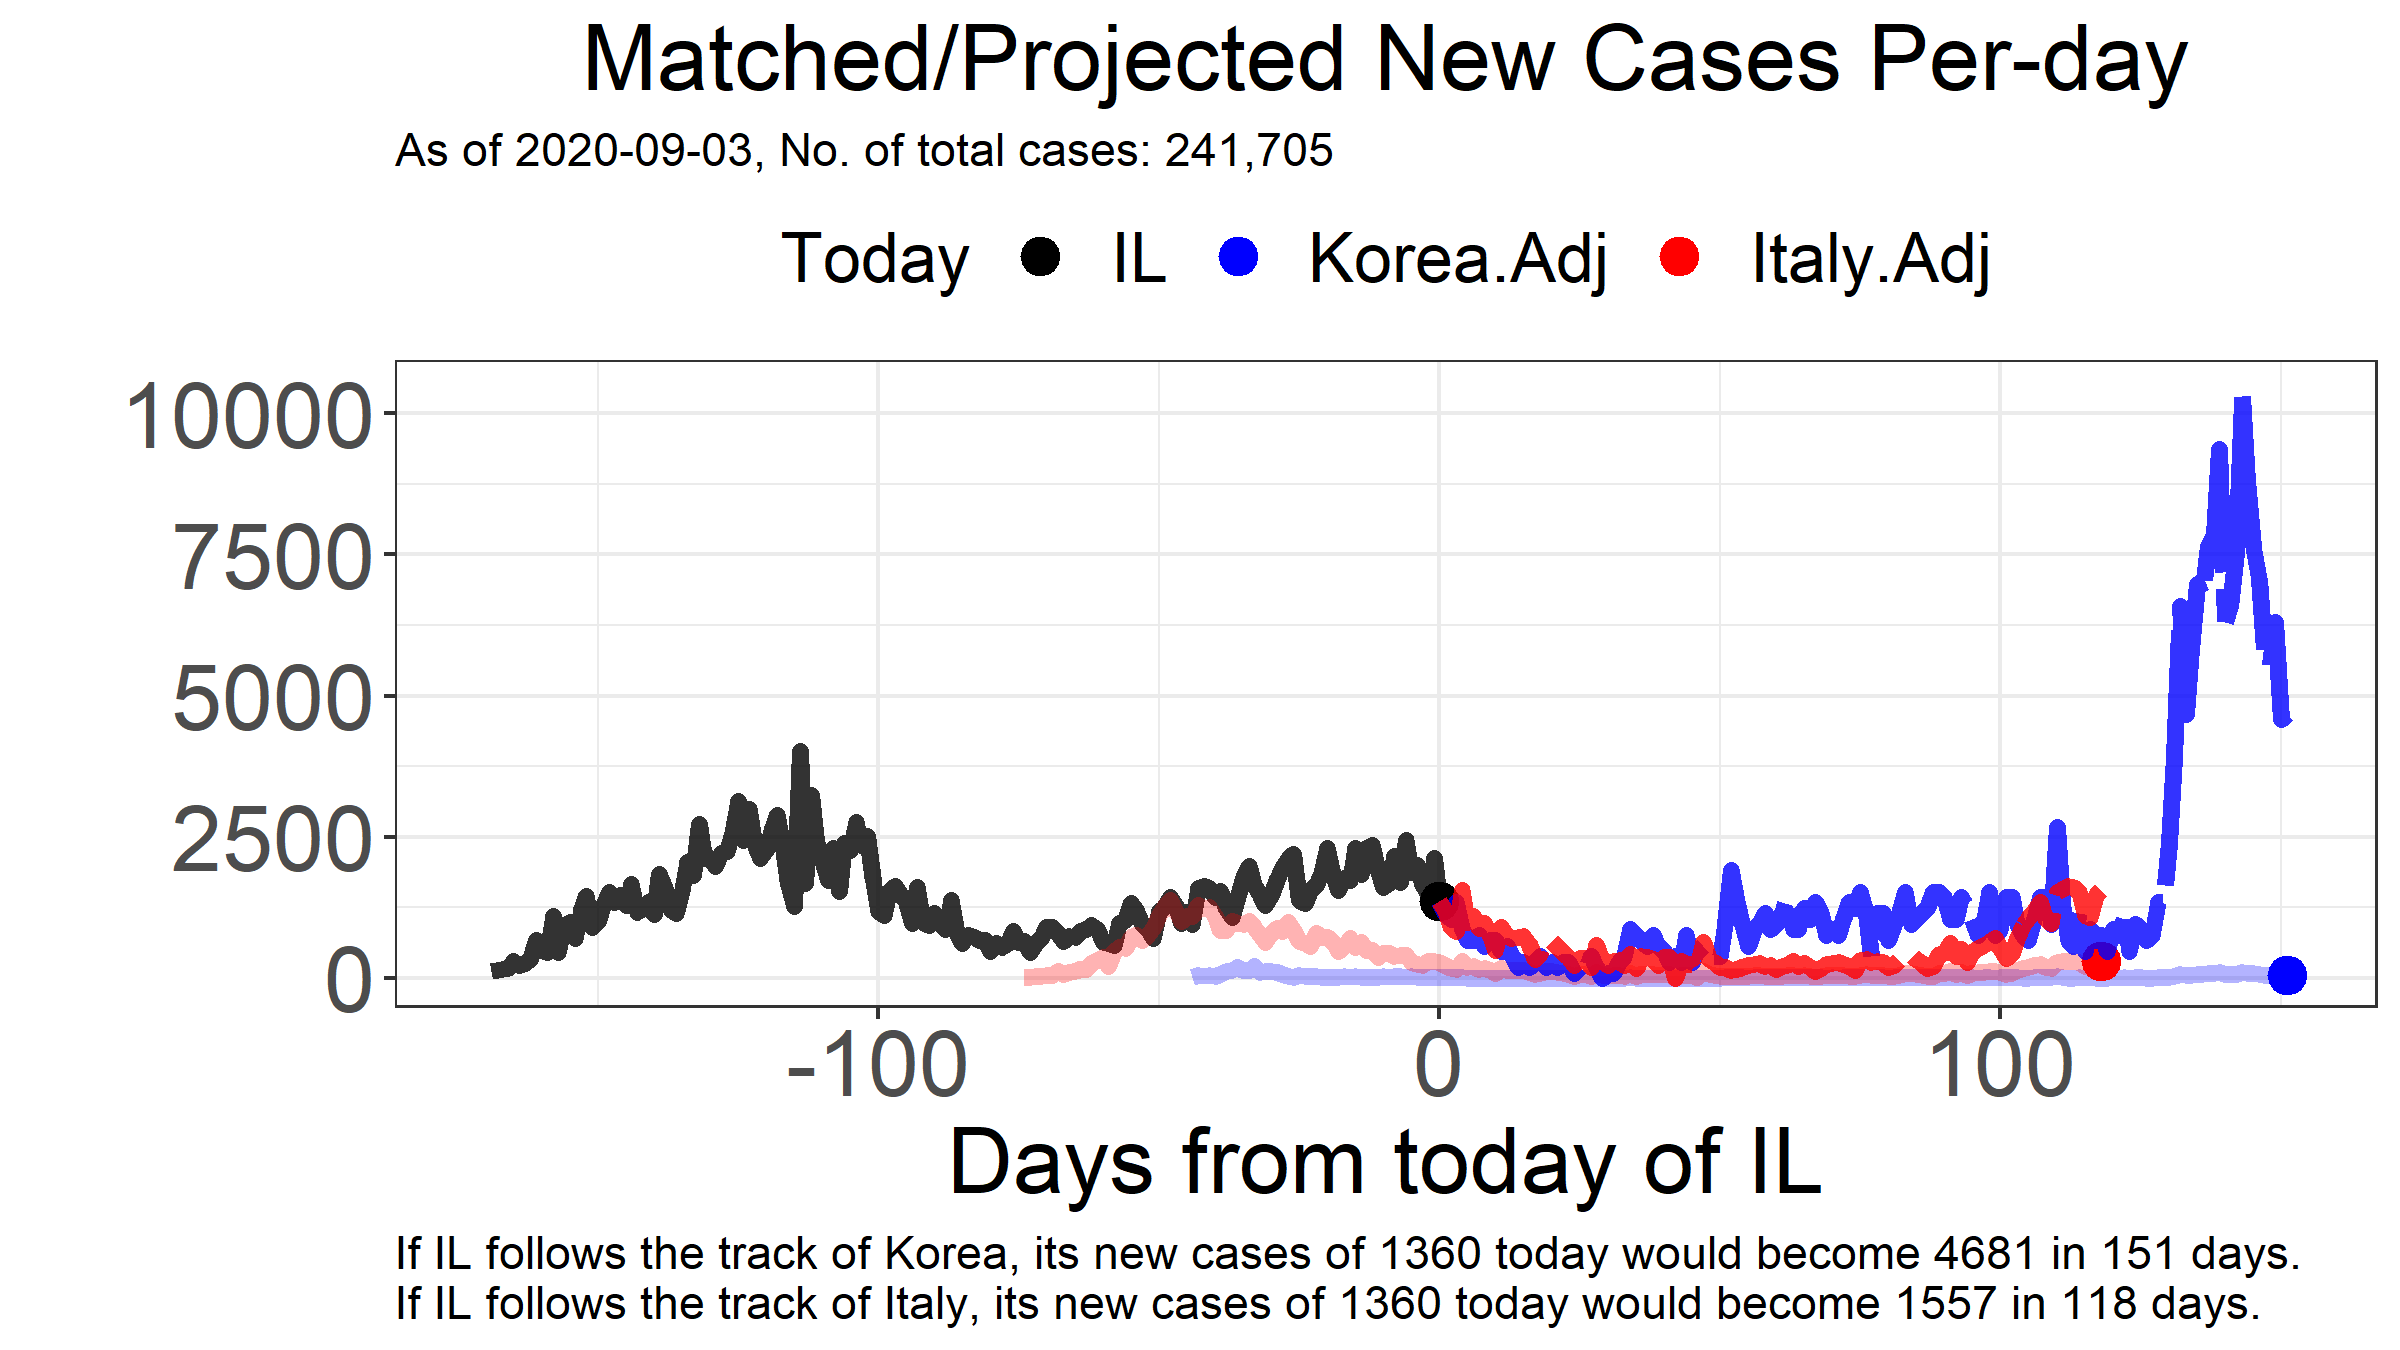 Matched/Projected New Cases Per-day
As of 2020-09-03, No. of total cases: 241,705
Today IL Korea.Adj Italy.Adj
10000
7500
5000
2500
0
-100 0 100
Days from today of IL
If IL follows the track of Korea, its new cases of 1360 today would become 4681 in 151 days.
If IL follows the track of Italy, its new cases of 1360 today would become 1557 in 118 days.